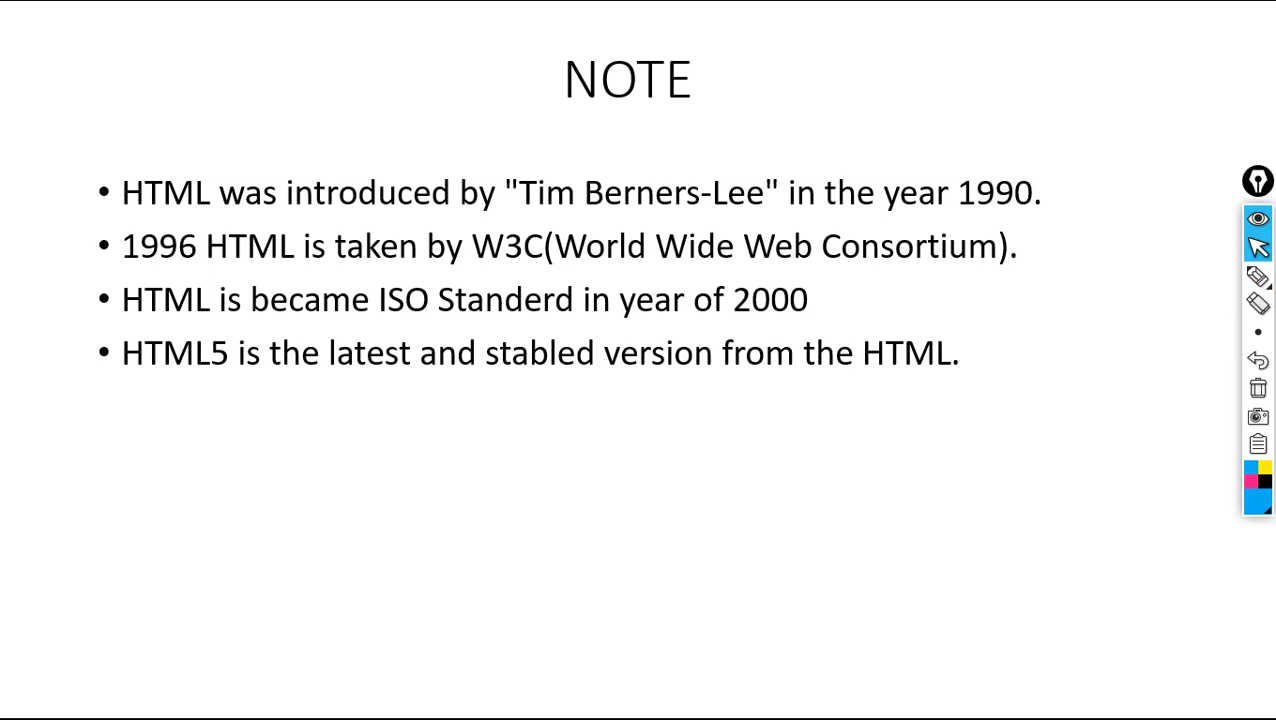 NOTE
• HTML was introduced by "Tim Berners-Lee" in the year 1990.
• 1996 HTML is taken by W3C(World Wide Web Consortium).
• HTML is became ISO Standerd in year of 2000
• HTML5 is the latest and stabled version from the HTML.